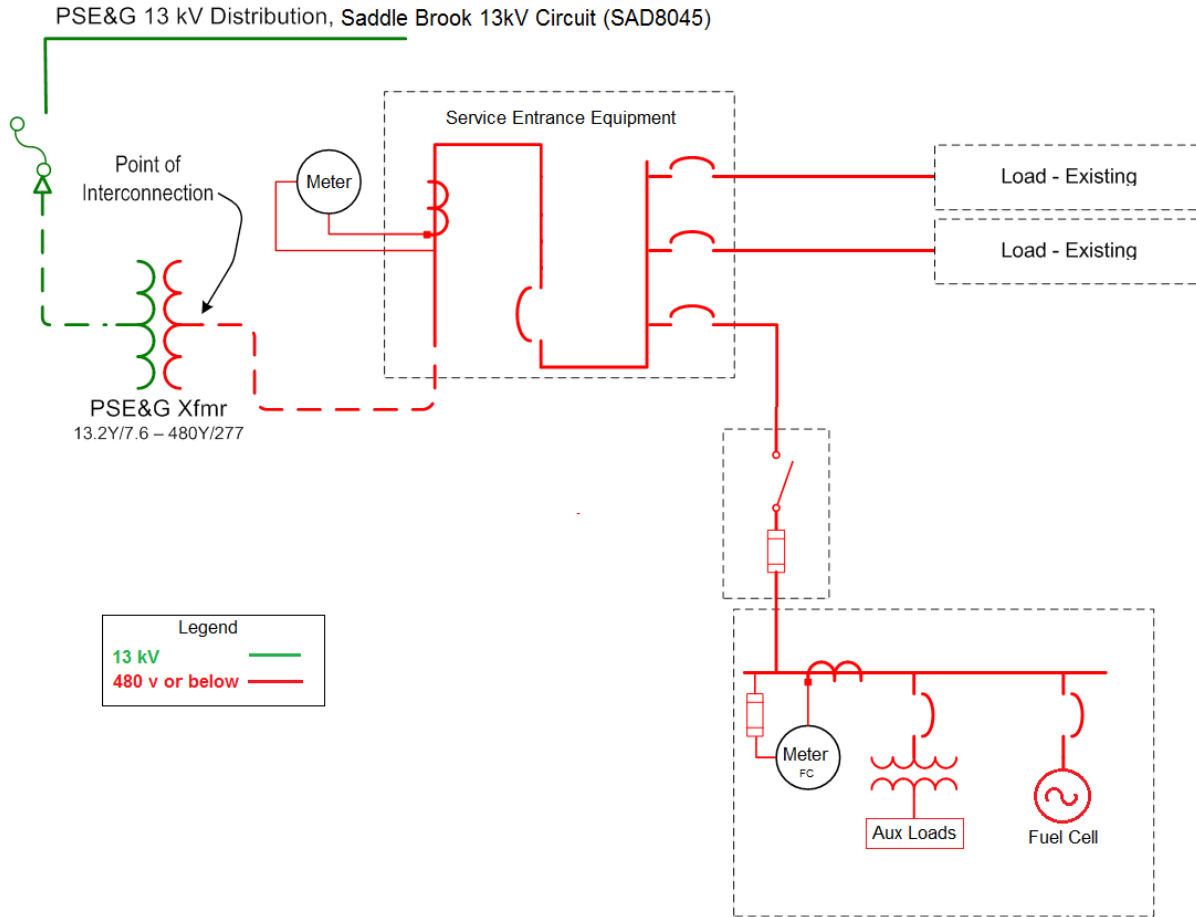 PSE&G 13 kV Distribution, Saddle Brook 13kV Circuit (SAD8045)
Service Entrance Equipment
Point of
Interconnection
Meter
Load - Existing
Load - Existing
PSE&G Xfmr
13.2Y/7.6 – 480Y/277
Legend
13 kV
480 v or below
Meter
FC
Aux Loads
Fuel Cell